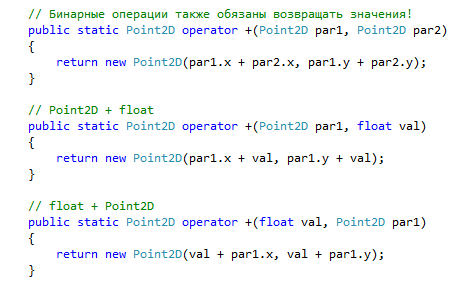 // Бинарные операции также обязаны возвращать значения!
public static Point2D operator +(Point2D par1, Point2D par2)
{
    return new Point2D(par1.x + par2.x, par1.y + par2.y);
}
// Point2D + float
public static Point2D operator +(Point2D par1, float val)
{
    return new Point2D(par1.x + val, par1.y + val);
}
// float + Point2D
public static Point2D operator +(float val, Point2D par1)
{
    return new Point2D(val + par1.x, val + par1.y);
}